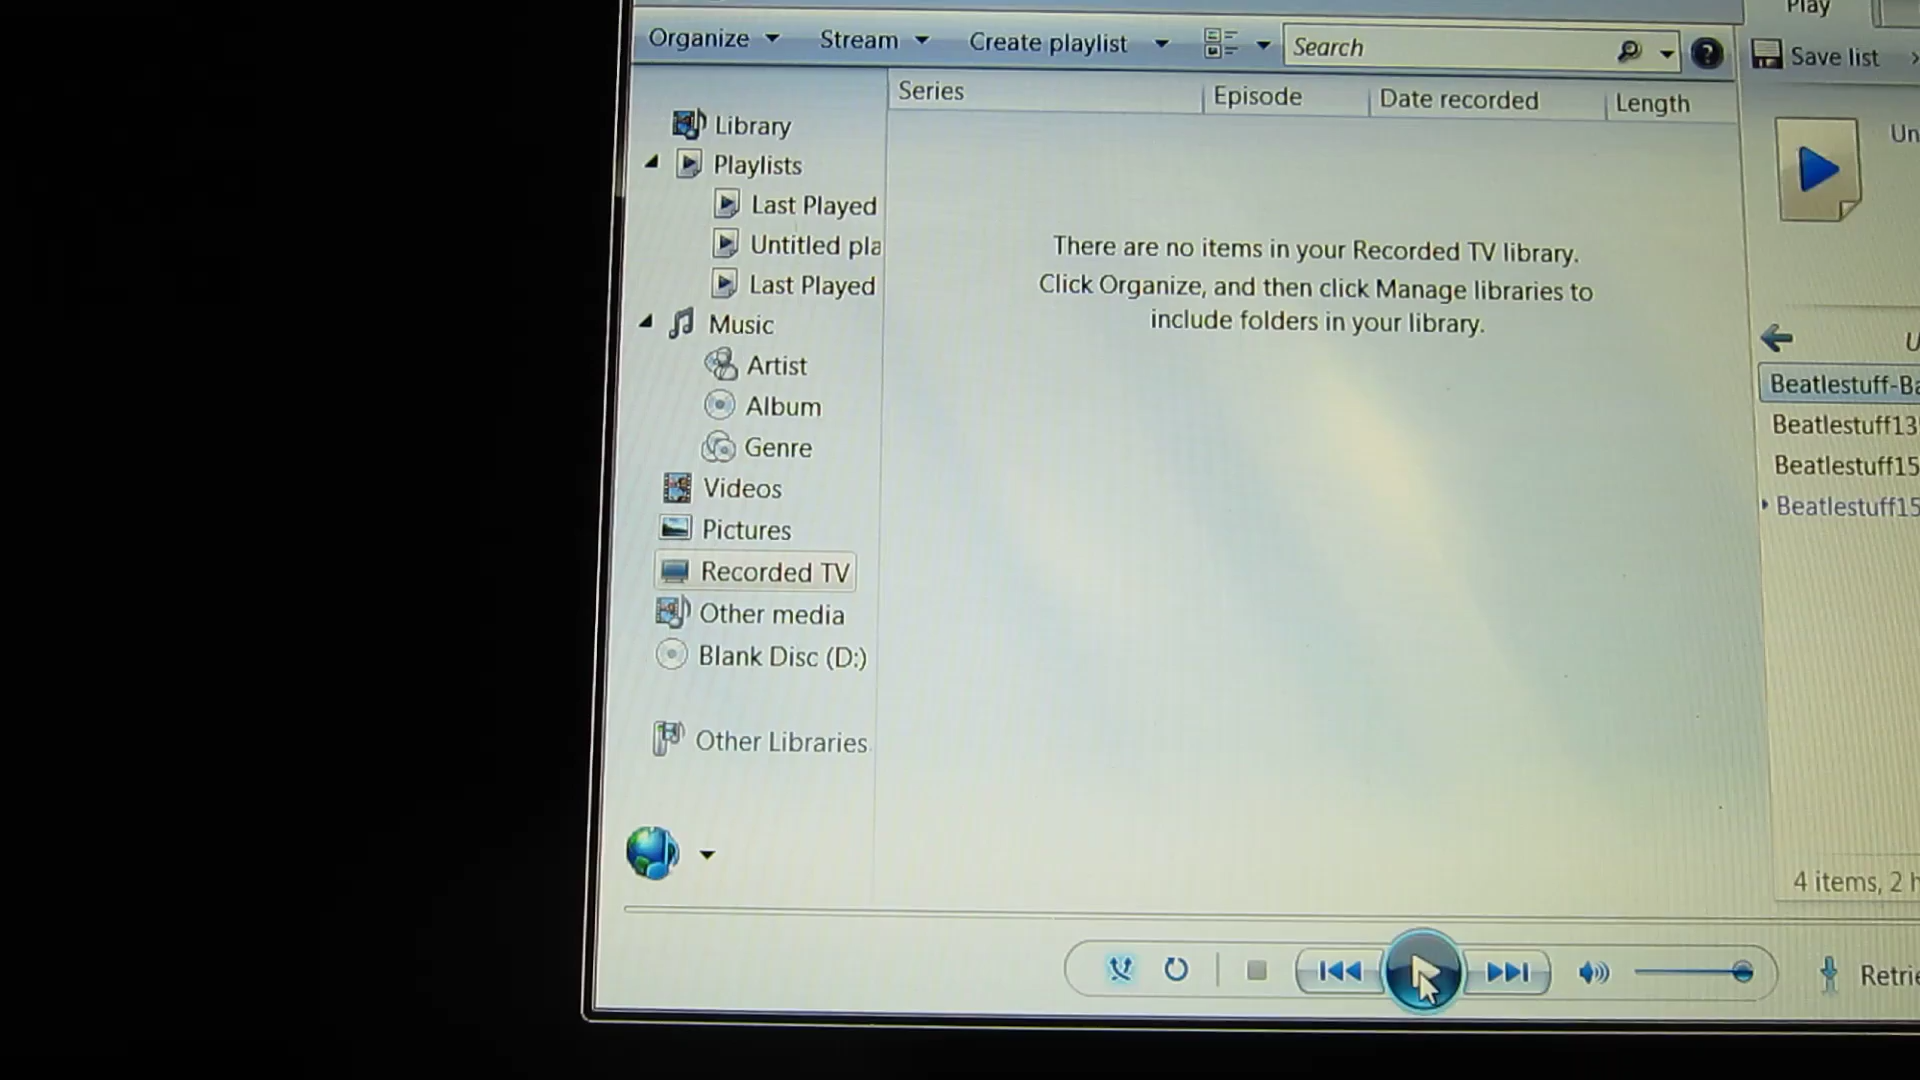 Play
Organize Stream Create playlist Search Save list
Series Episode Date recorded Length
Library
Playlists
Last Played
Untitled pla
Last Played
Music
Artist
Album
Genre
Videos
Pictures
Recorded TV
Other media
Blank Disc (D:)
Other Libraries
There are no items in your Recorded TV library.
Click Organize, and then click Manage libraries to
include folders in your library.
Un
Beatlestuff-Ba
Beatlestuff13
Beatlestuff15
Beatlestuff15
4 items, 2 h
Retrie